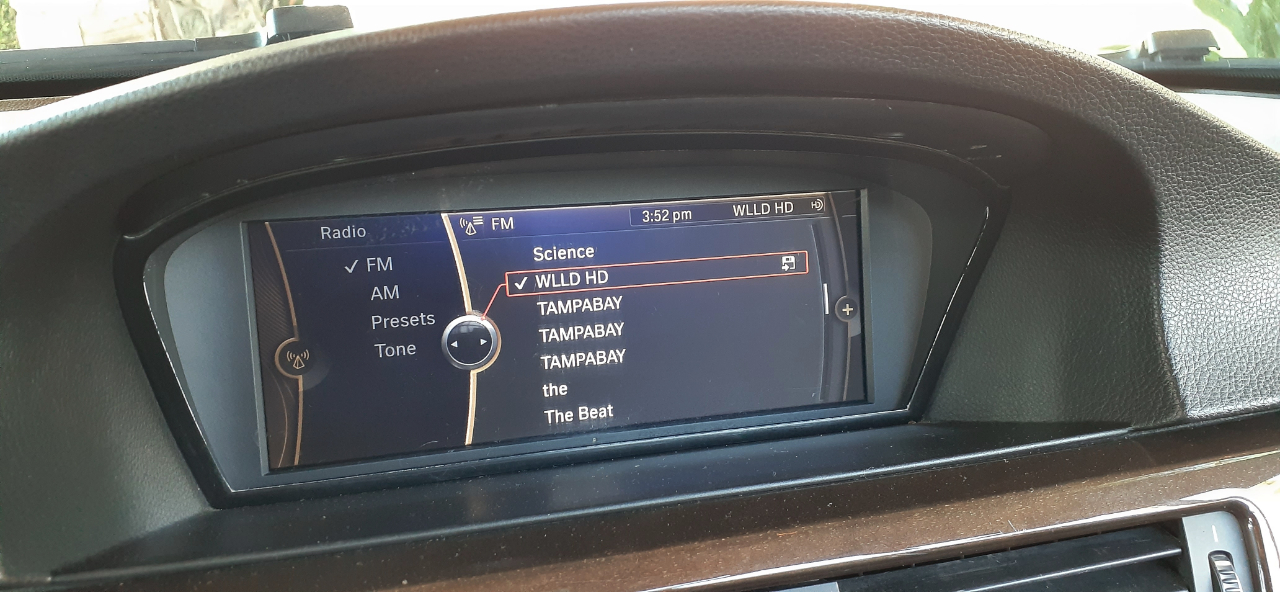 Radio
FM
AM
Presets
Tone
FM
3:52 pm
WLLD HD
Science
WLLD HD
TAMPABAY
TAMPABAY
TAMPABAY
the
The Beat